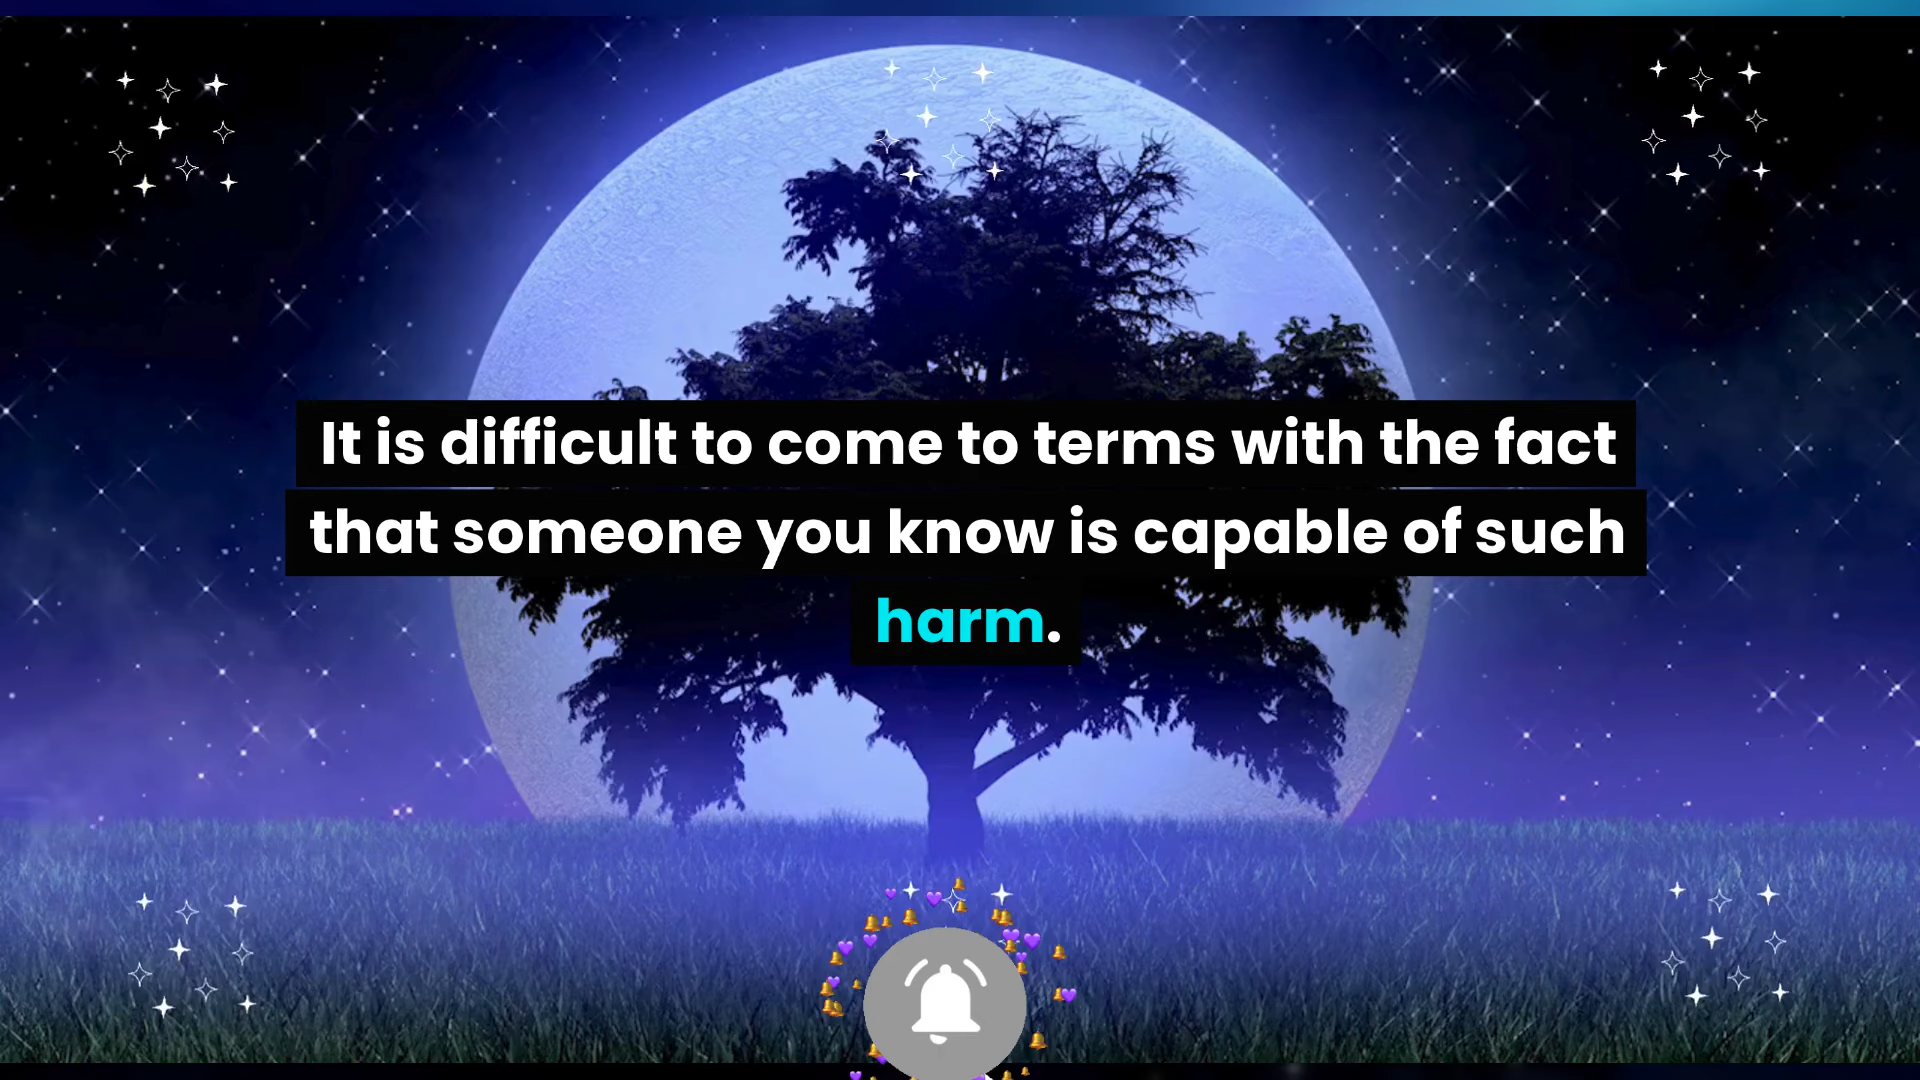 It is difficult to come to terms with the fact
that someone you know is capable of such
harm.